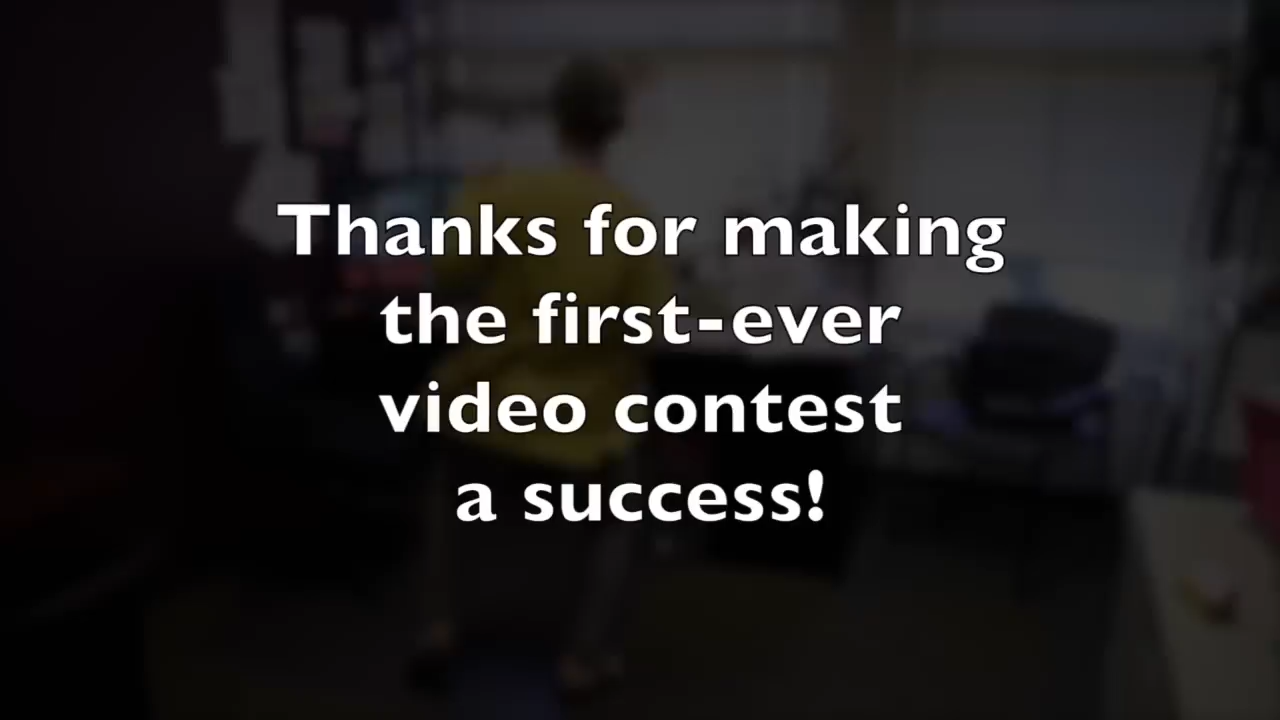 Thanks for making
the first-ever
video contest
a success!